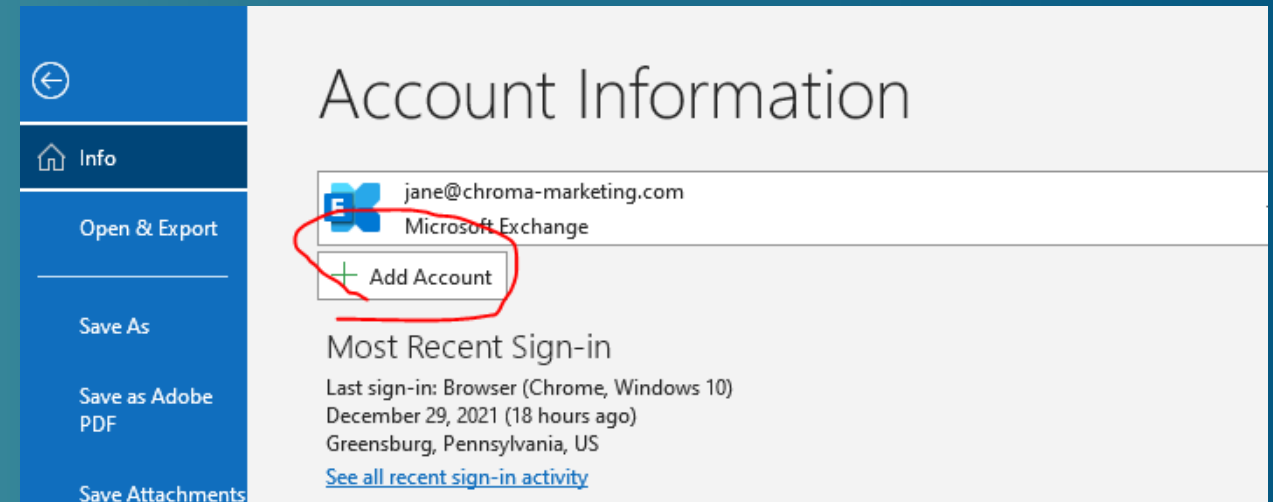 Account Information
Info
jane@chroma-marketing.com
Microsoft Exchange
Open & Export
Add Account
Save As
Most Recent Sign-in
Last sign-in: Browser (Chrome, Windows 10)
Save as Adobe
PDF
December 29, 2021 (18 hours ago)
Greensburg, Pennsylvania, US
See all recent sign-in activity
Save Attachments